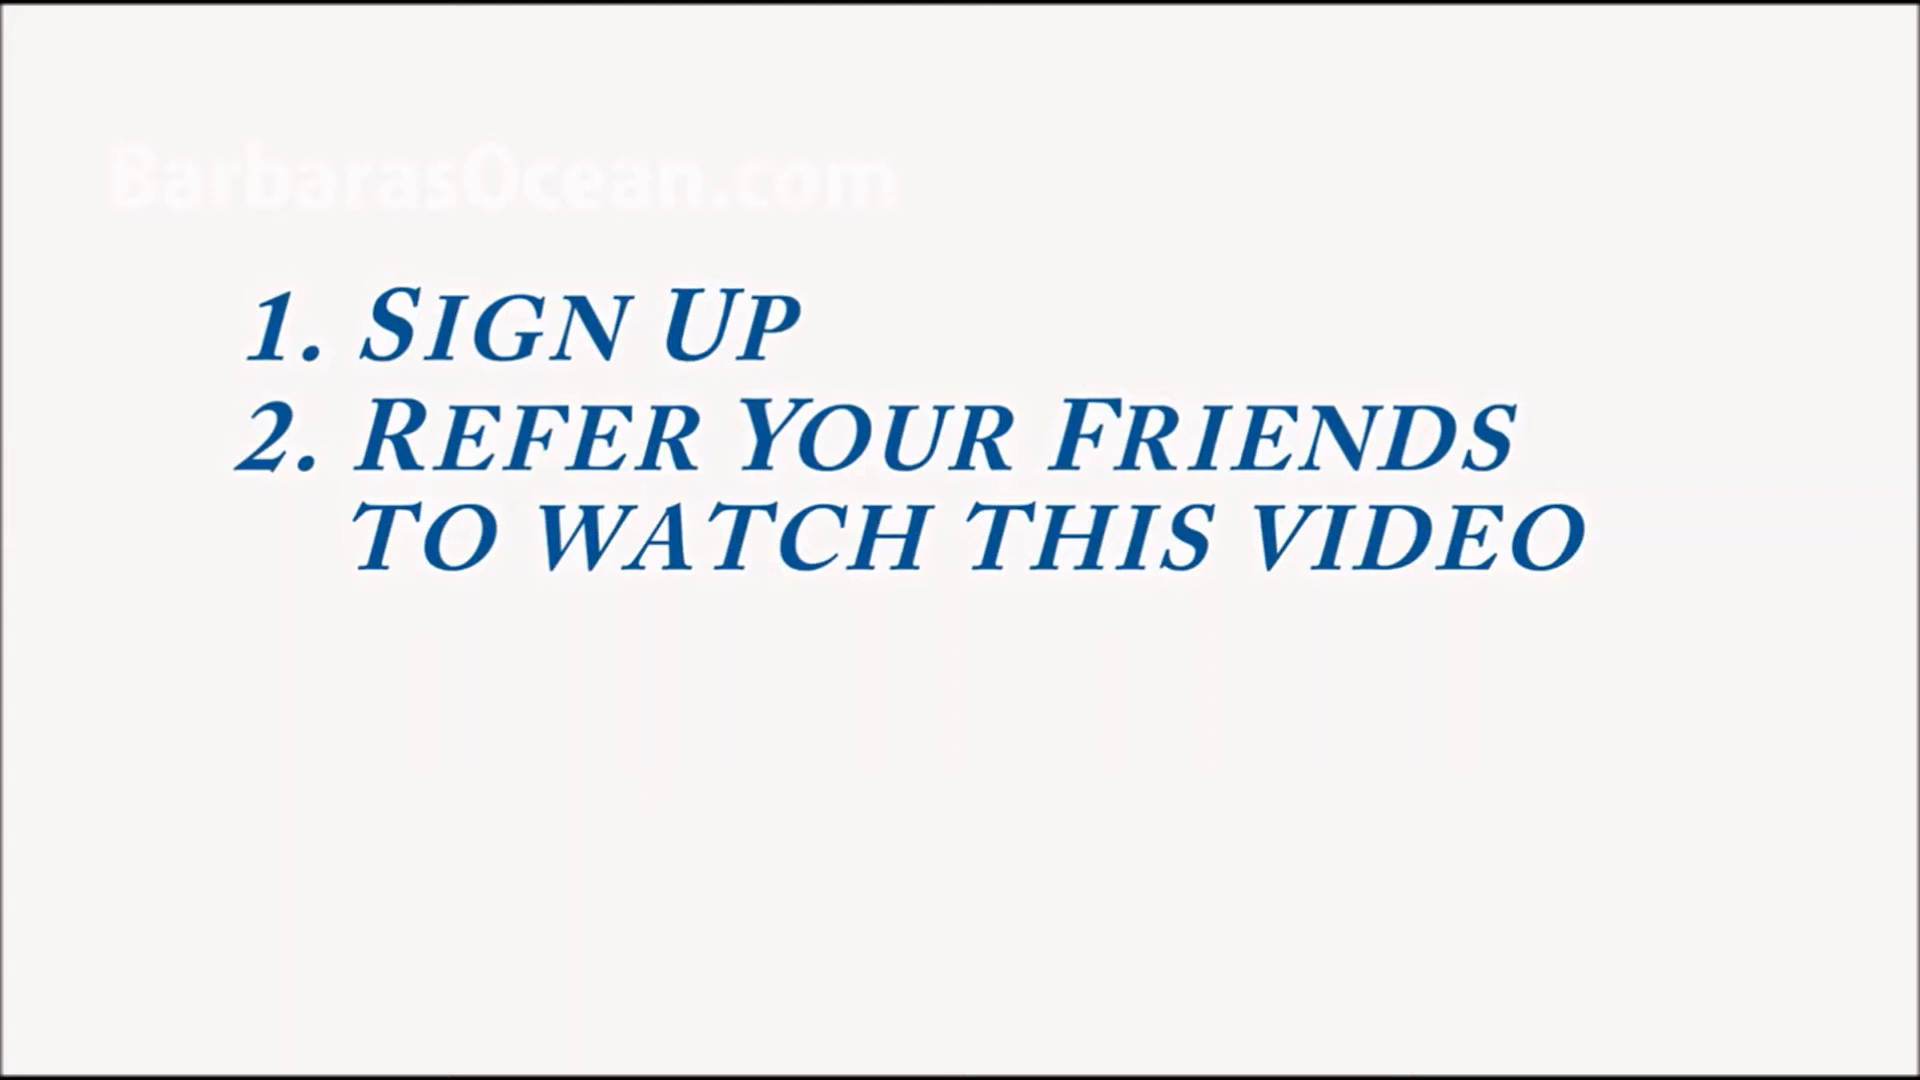 BarbarasOcean.com
1. SIGN UP
2. REFER YOUR FRIENDS
TO WATCH THIS VIDEO